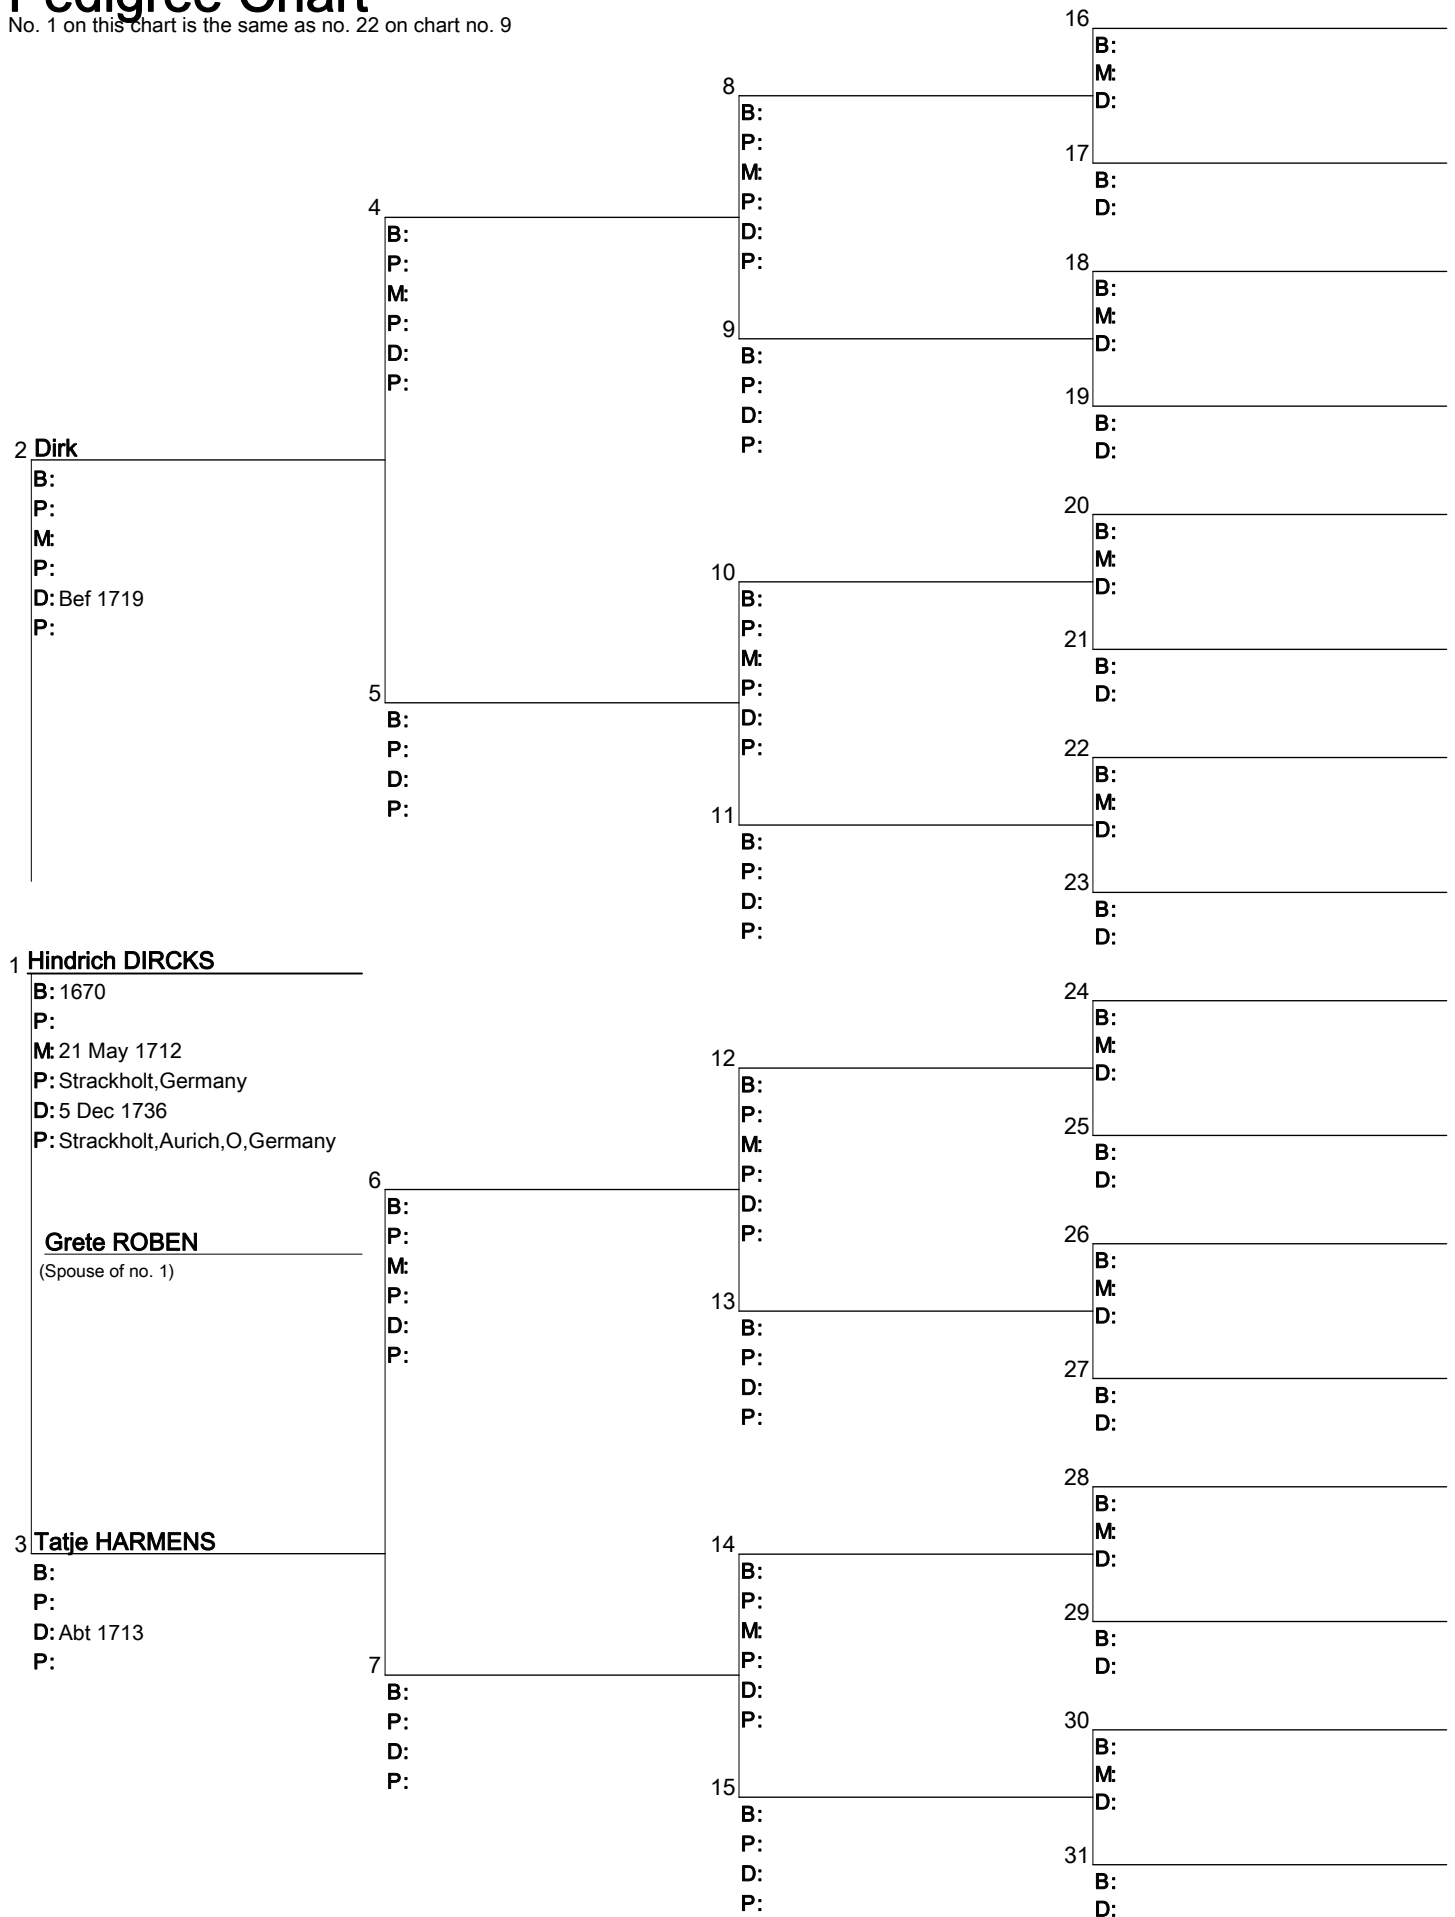 Pedigree Chart
No. 1 on this chart is the same as no. 22 on chart no. 9
2 Dirk
B:
P:
M:
P:
D: Bef 1719
P:
1 Hindrich DIRCKS
B: 1670
P:
M: 21 May 1712
P: Strackholt,Germany
D: 5 Dec 1736
P: Strackholt,Aurich,O,Germany
Grete ROBEN
(Spouse of no. 1)
3 Tatje HARMENS
B:
P:
D: Abt 1713
P:
4
B:
P:
M:
P:
D:
P:
5
B:
P:
D:
P:
6
B:
P:
M:
P:
D:
P:
7
B:
P:
D:
P:
8
B:
P:
M:
P:
D:
P:
9
B:
P:
D:
P:
10
B:
P:
M:
P:
D:
P:
11
B:
P:
D:
P:
12
B:
P:
M:
P:
D:
P:
13
B:
P:
D:
P:
14
B:
P:
M:
P:
D:
P:
15
B:
P:
D:
P:
16
B:
M:
D:
17
B:
D:
18
B:
M:
D:
19
B:
D:
20
B:
M:
D:
21
B:
D:
22
B:
M:
D:
23
B:
D:
24
B:
M:
D:
25
B:
D:
26
B:
M:
D:
27
B:
D:
28
B:
M:
D:
29
B:
D:
30
B:
M:
D:
31
B:
D: